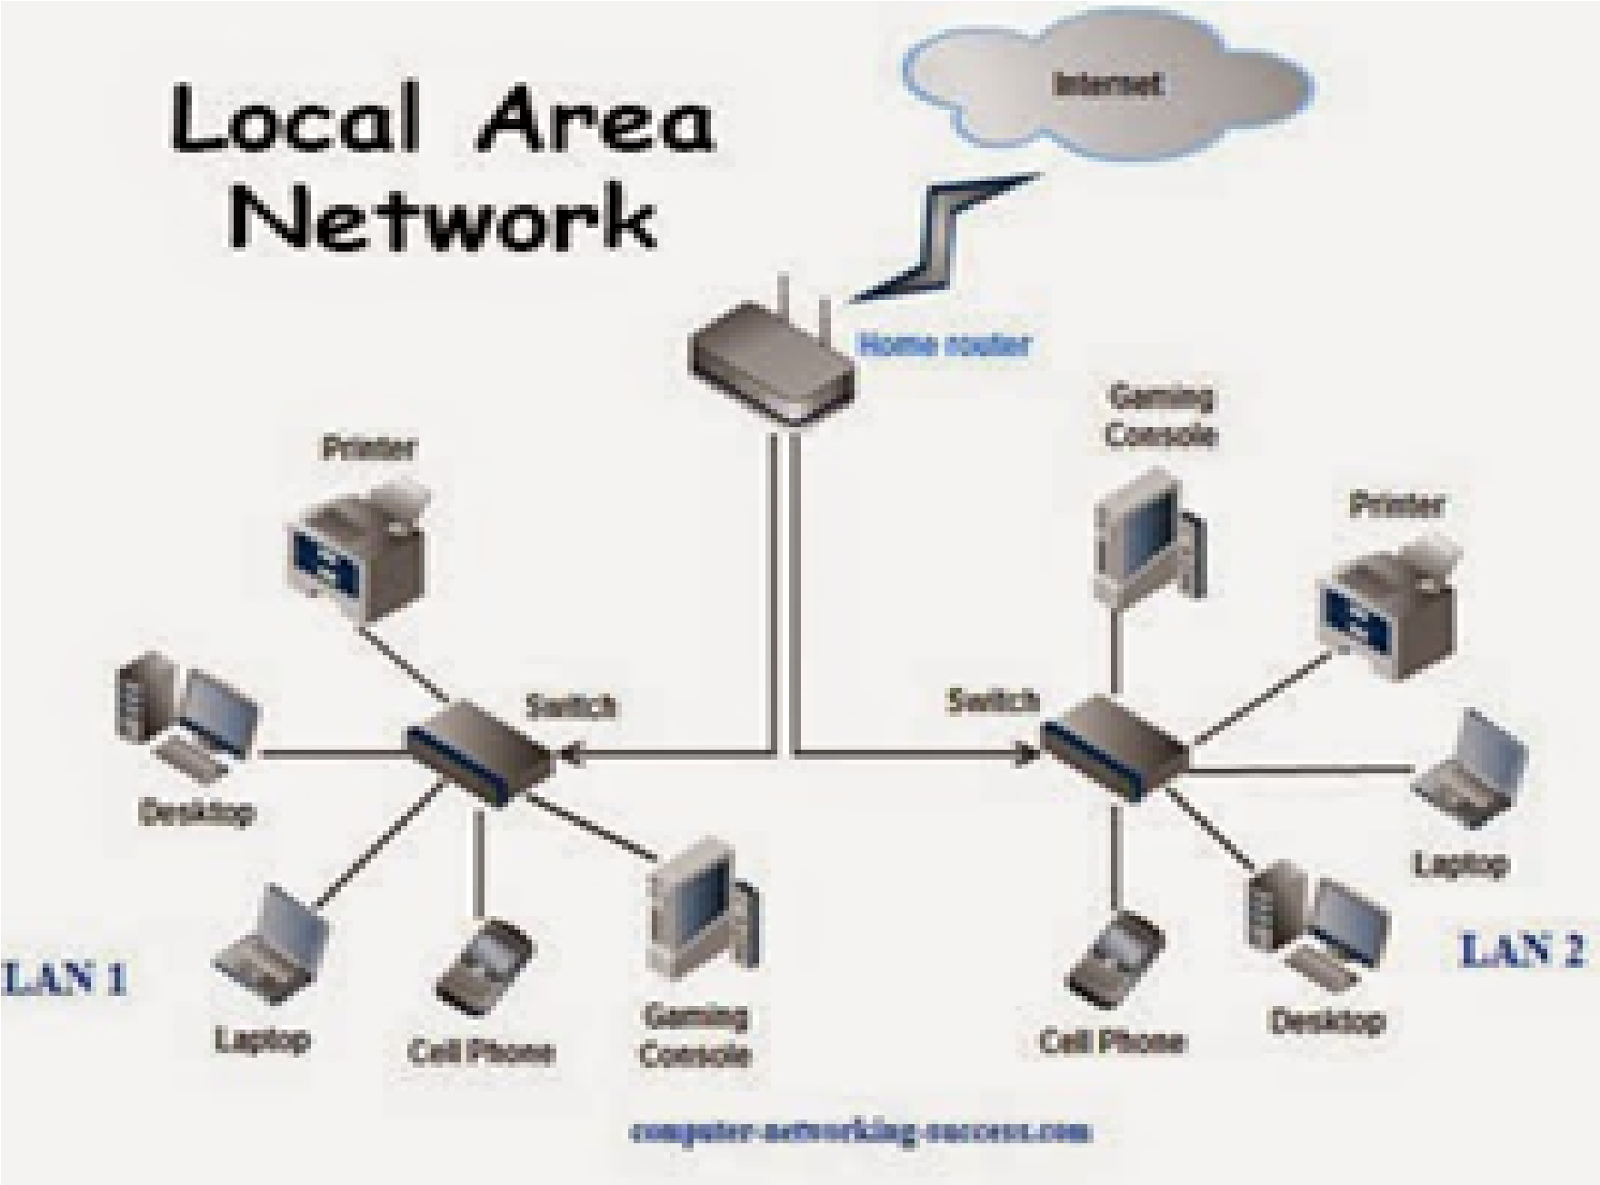 Internet
Local Area
Network
Home router
Gaming
Console
Printer
Printer
Switch
Switch
Desktop
Laptop
LAN 2
LAN 1
Laptop
Cell Phone
Gaming
Console
Cell Phone
Desktop
computer-networking-success.com